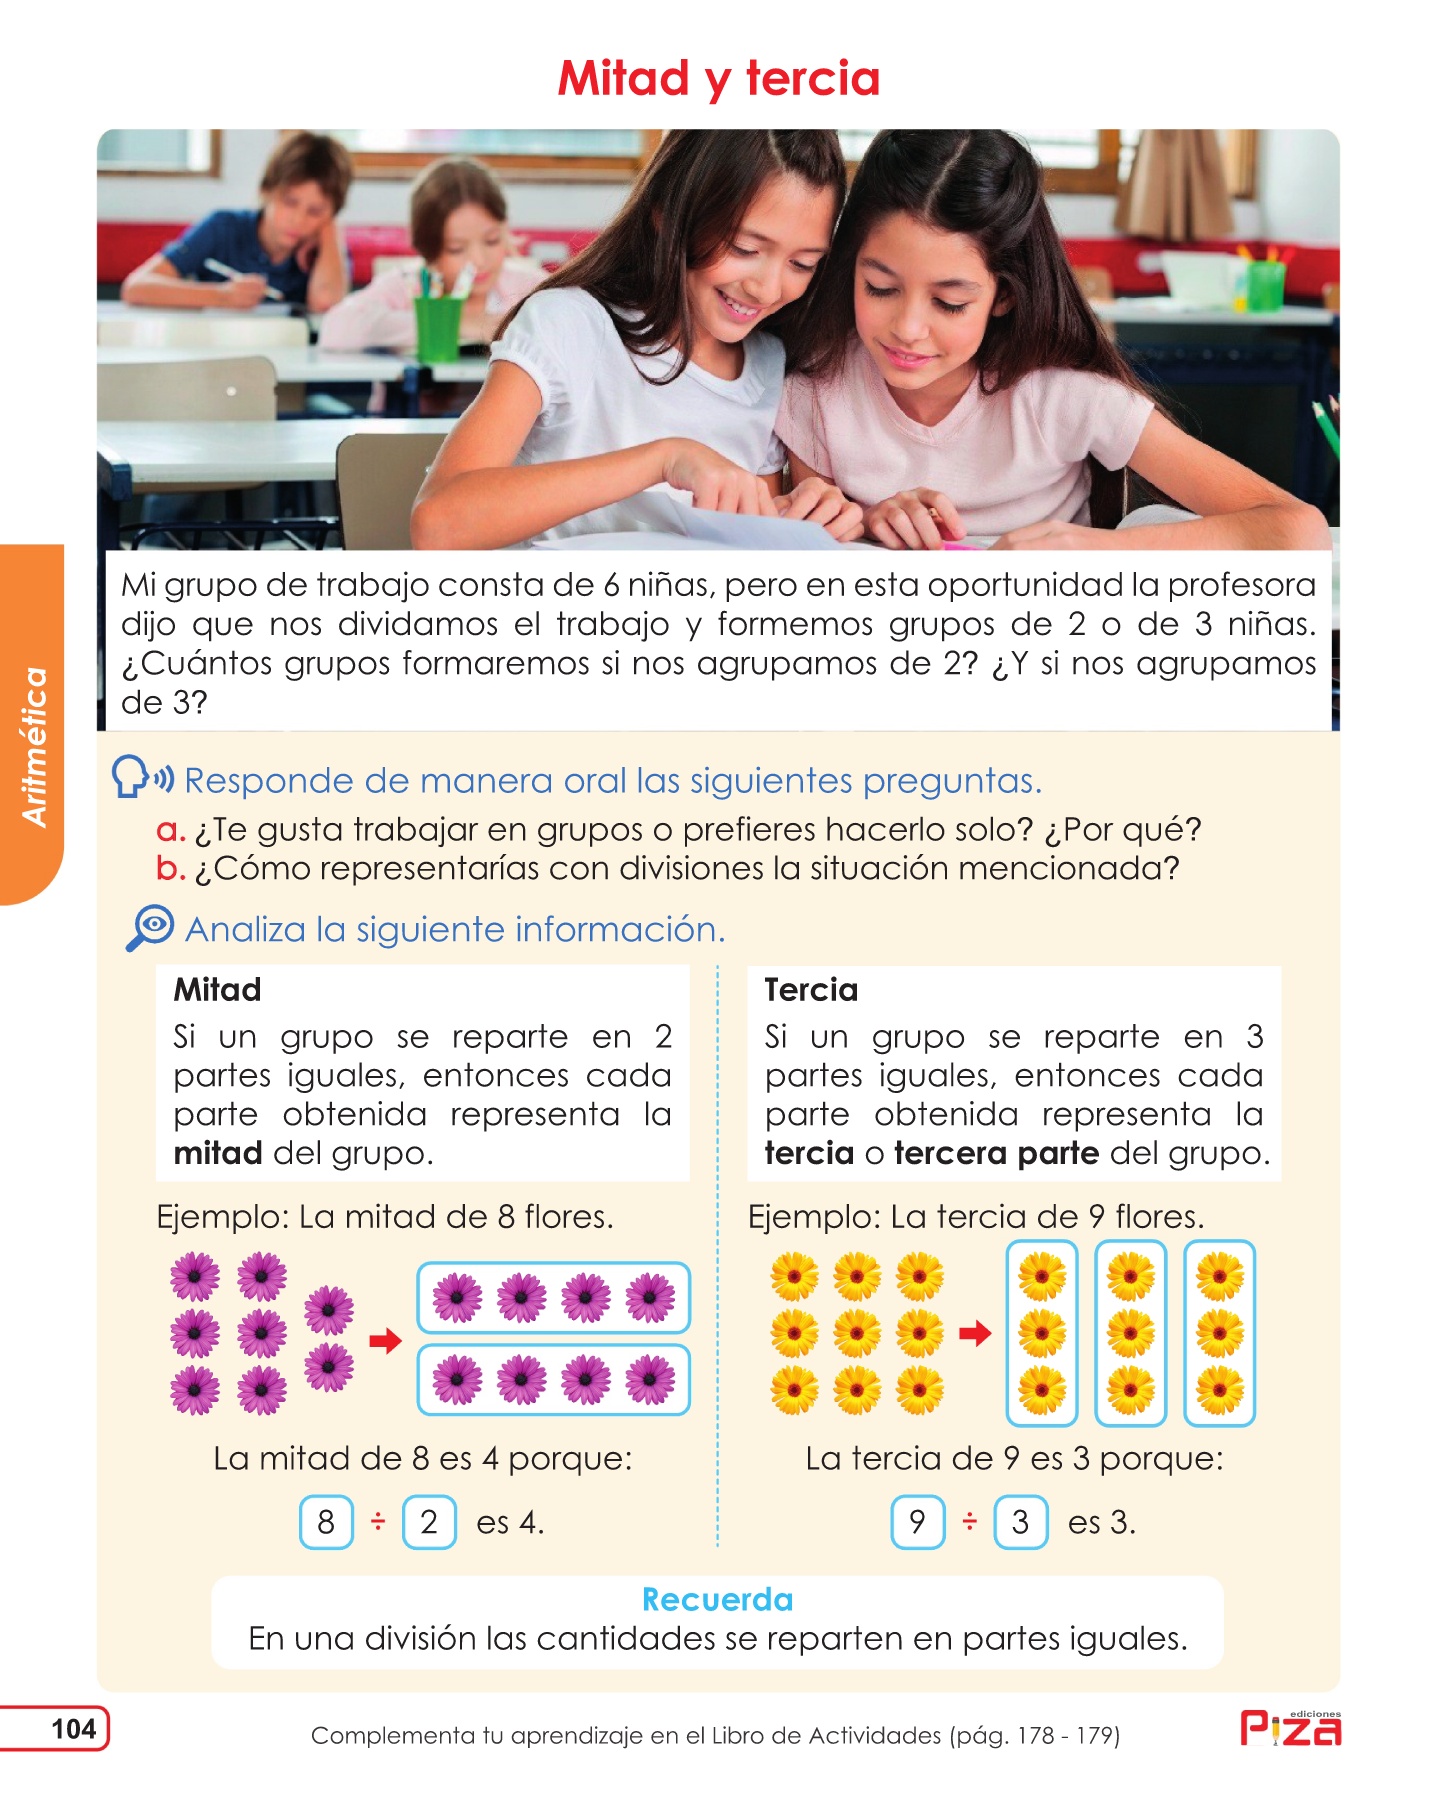 Mitad y tercia
Mi grupo de trabajo consta de 6 niñas, pero en esta oportunidad la profesora
dijo que nos dividamos el trabajo y formemos grupos de 2 o de 3 niñas.
¿Cuántos grupos formaremos si nos agrupamos de 2? ¿Y si nos agrupamos
de 3?
Aritmética
Responde de manera oral las siguientes preguntas.
a. ¿Te gusta trabajar en grupos o prefieres hacerlo solo? ¿Por qué?
b. ¿Cómo representarías con divisiones la situación mencionada?
Analiza la siguiente información.
Mitad
Si un grupo se reparte en 2
partes iguales, entonces cada
parte obtenida representa la
mitad del grupo.
Ejemplo: La mitad de 8 flores.
La mitad de 8 es 4 porque:
8 ÷ 2 es 4.
Tercia
Si un grupo se reparte en 3
partes iguales, entonces cada
parte obtenida representa la
tercia o tercera parte del grupo.
Ejemplo: La tercia de 9 flores.
La tercia de 9 es 3 porque:
9 ÷ 3 es 3.
Recuerda
En una división las cantidades se reparten en partes iguales.
104
Complementa tu aprendizaje en el Libro de Actividades (pág. 178 - 179)
ediciones
Piza